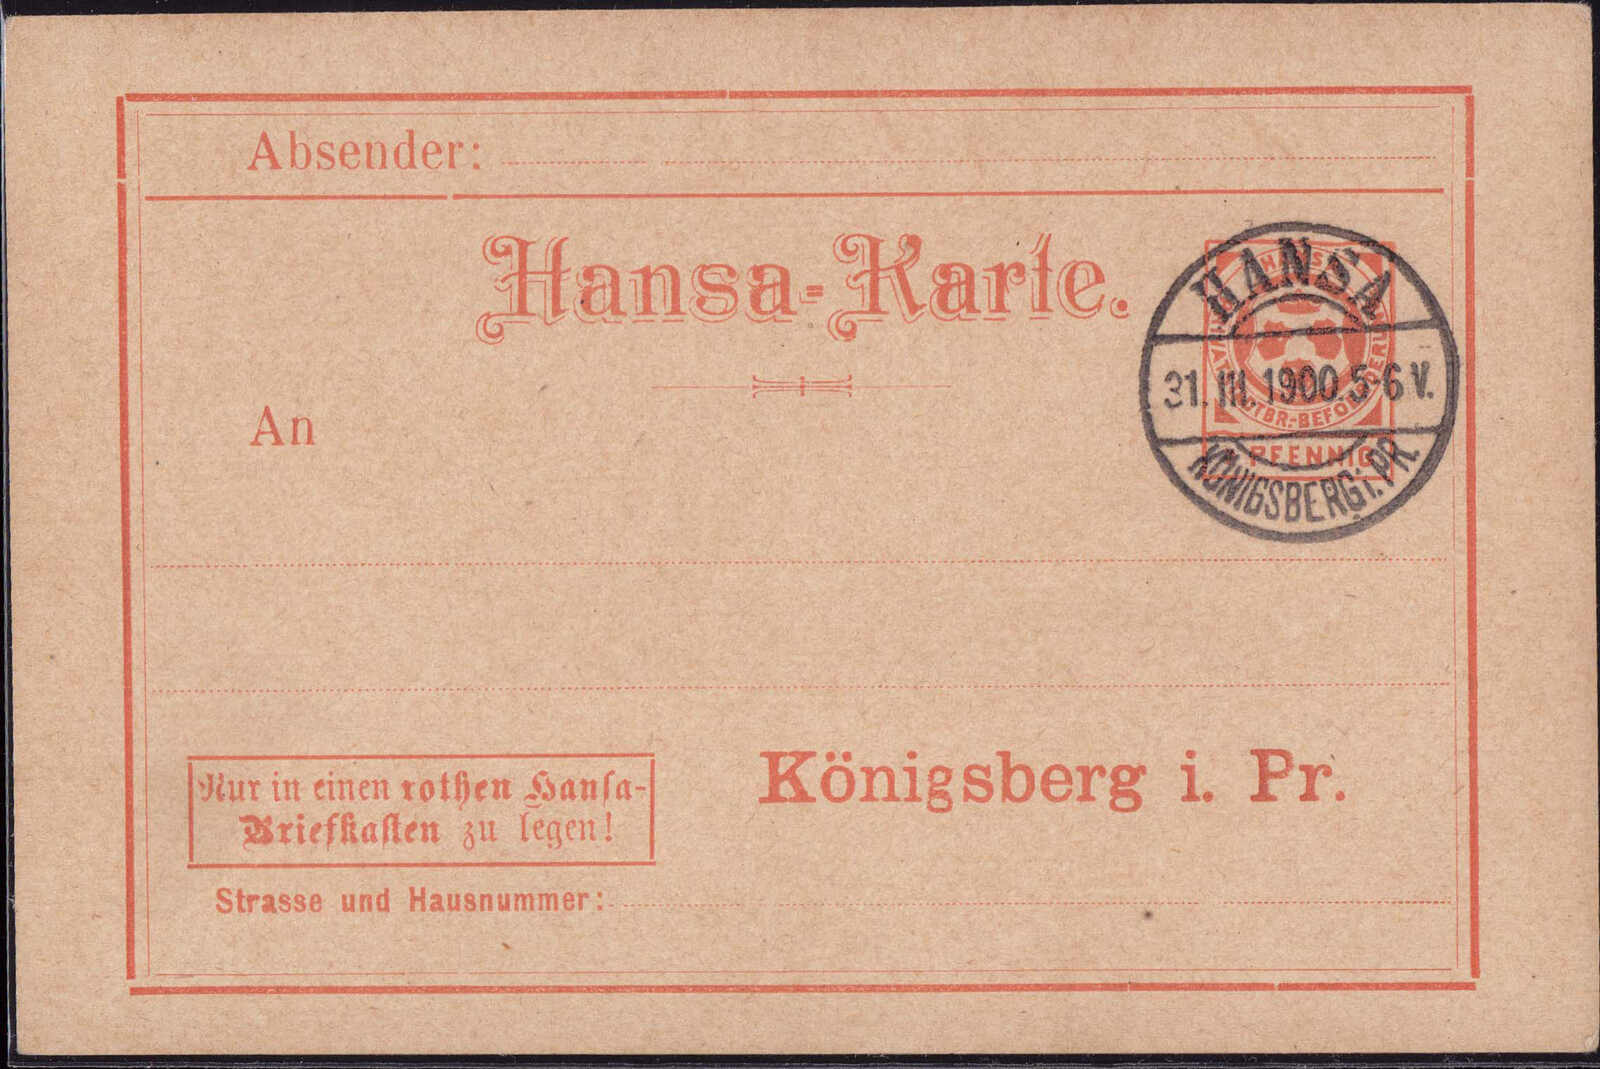 Absender:
Hansa-Karte.
HANSA
31. III. 1900. 5-6 V.
KÖNIGSBERG i. PR.
PFENNIG
An
Königsberg i. Pr.
Nur in einen rothen Hansa-
Briefkasten zu legen!
Strasse und Hausnummer: